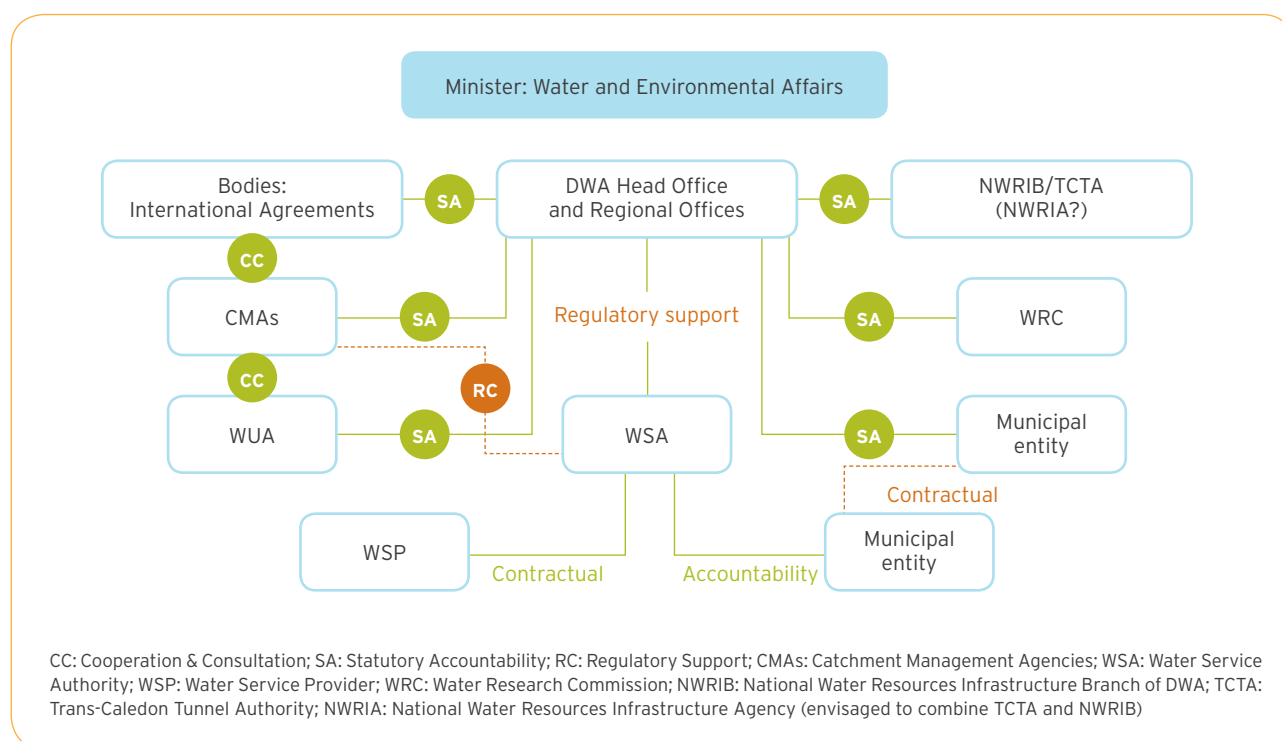 Minister: Water and Environmental Affairs
Bodies:
International Agreements
SA
DWA Head Office
and Regional Offices
SA
NWRIB/TCTA
(NWRIA?)
CC
CMAs
SA
Regulatory support
SA
WRC
CC
RC
WUA
SA
WSA
SA
Municipal
entity
Contractual
WSP
Contractual
Accountability
Municipal
entity
CC: Cooperation & Consultation; SA: Statutory Accountability; RC: Regulatory Support; CMAs: Catchment Management Agencies; WSA: Water Service
Authority; WSP: Water Service Provider; WRC: Water Research Commission; NWRIB: National Water Resources Infrastructure Branch of DWA; TCTA:
Trans-Caledon Tunnel Authority; NWRIA: National Water Resources Infrastructure Agency (envisaged to combine TCTA and NWRIB)